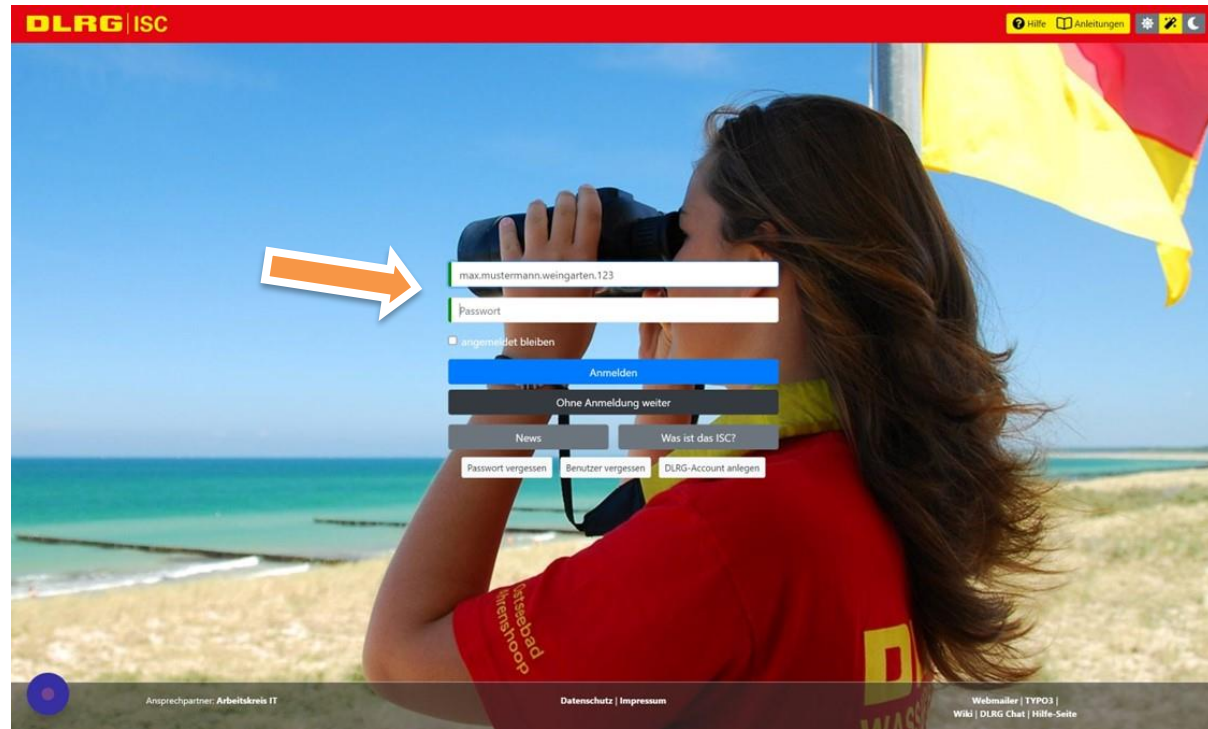 DLRG ISC
Hilfe Anleitungen
max.mustermann.weingarten.123
Passwort
angemeldet bleiben
Anmelden
Ohne Anmeldung weiter
News Was ist das ISC?
Passwort vergessen Benutzer vergessen DLRG-Account anlegen
Ostseebad
Ahrenshoop
Ansprechpartner: Arbeitskreis IT
Datenschutz | Impressum
Webmailer | TYPO3 |
Wiki | DLRG Chat | Hilfe-Seite